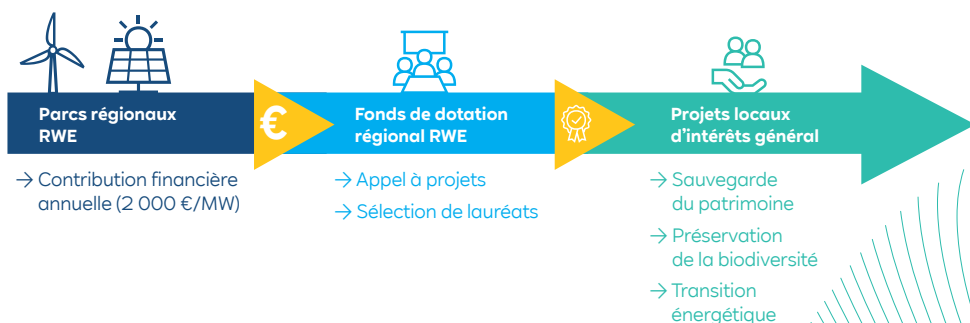 Parcs régionaux
RWE
€
Fonds de dotation
régional RWE
Projets locaux
d'intérêts général
→ Contribution financière
annuelle (2 000 €/MW)
→ Appel à projets
→ Sélection de lauréats
→ Sauvegarde
du patrimoine
→ Préservation
de la biodiversité
→ Transition
énergétique